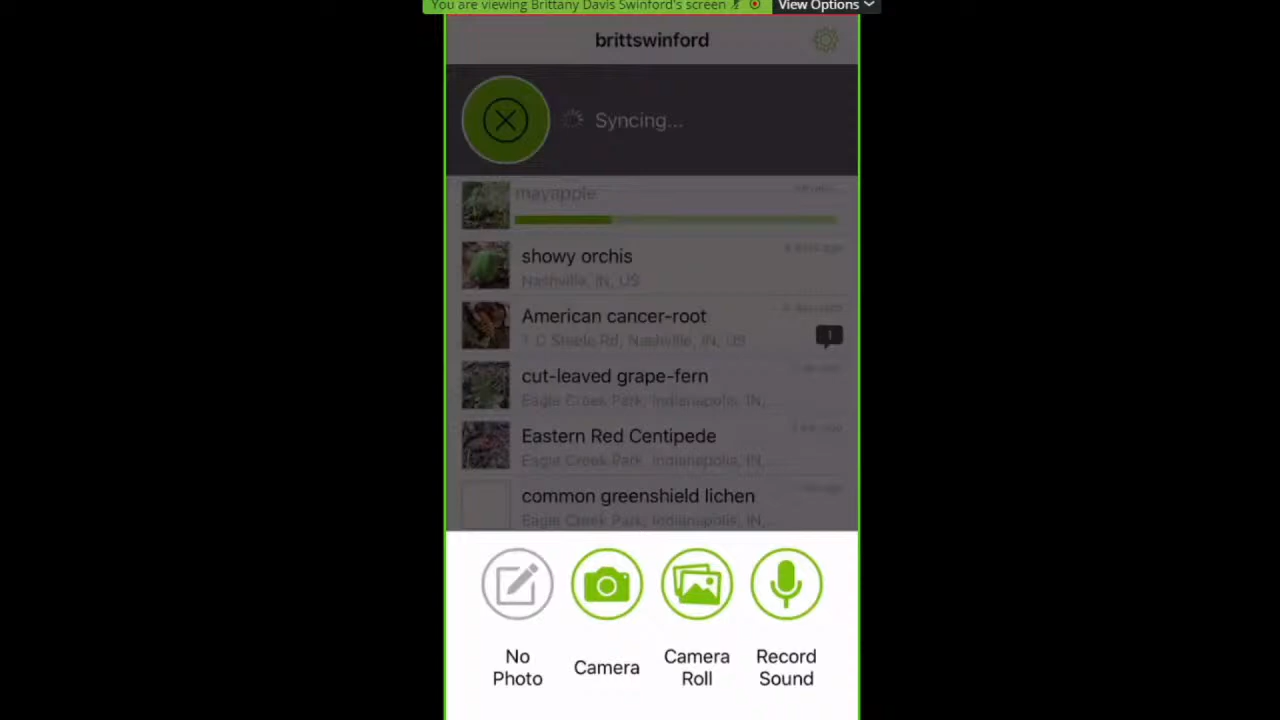 You are viewing Brittany Davis Swinford's screen
View Options
brittswinford
Syncing...
mayapple
showy orchis
Nashville, IN, US
American cancer-root
1
T C Steele Rd, Nashville, IN, US
cut-leaved grape-fern
Eagle Creek Park, Indianapolis, IN,...
Eastern Red Centipede
Eagle Creek Park, Indianapolis, IN,...
common greenshield lichen
Eagle Creek Park, Indianapolis, IN,...
No
Photo
Camera
Camera
Roll
Record
Sound